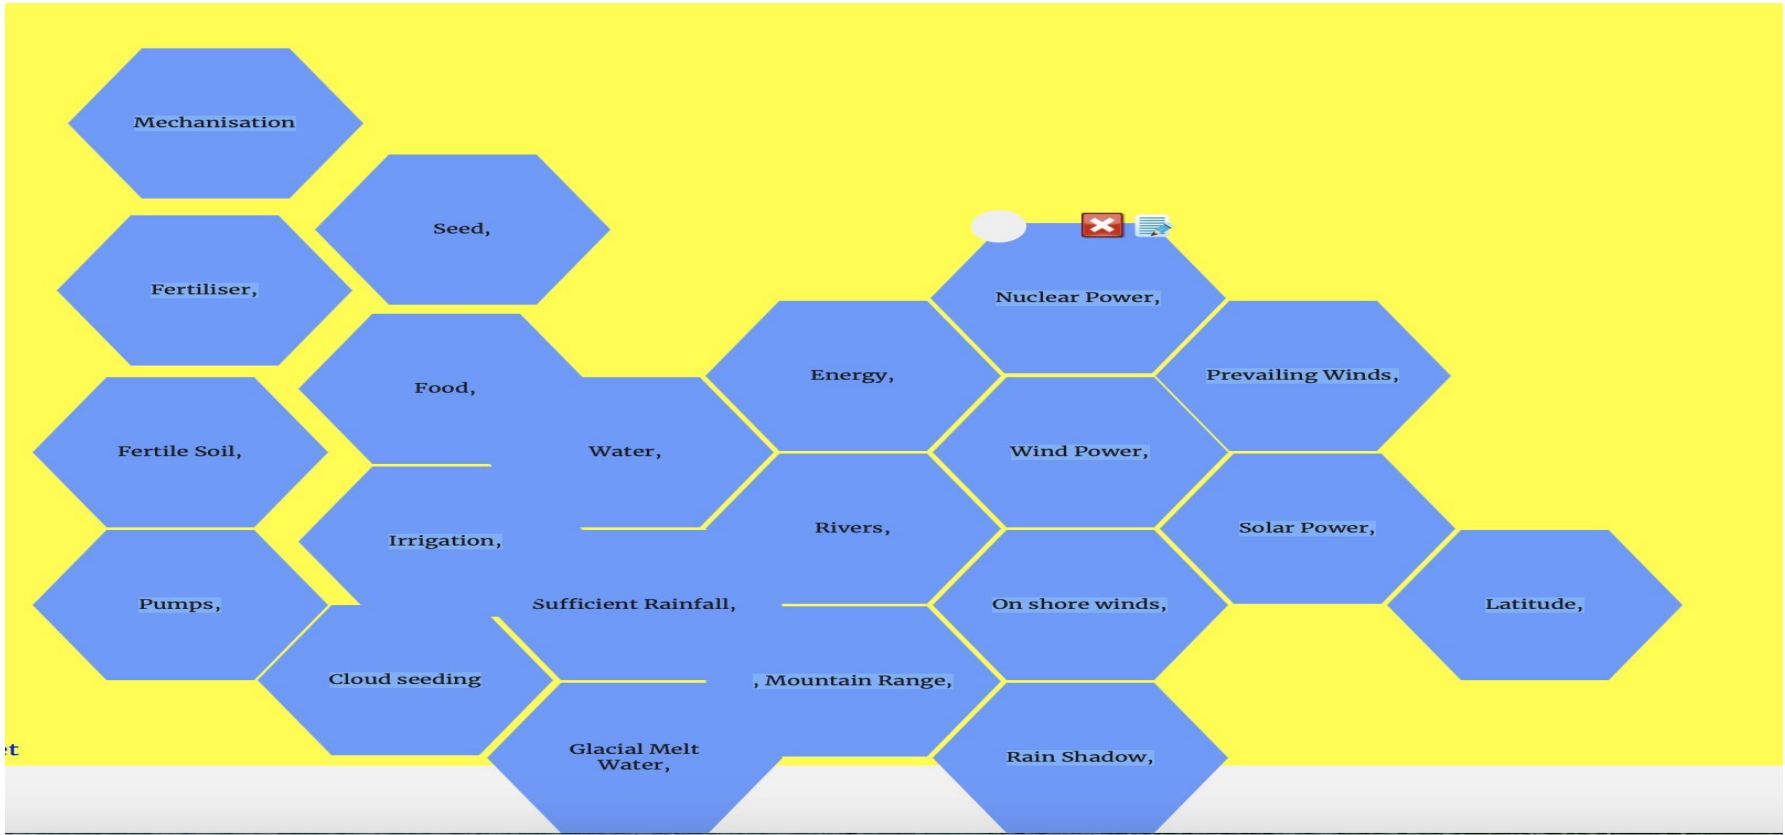 Mechanisation
Seed,
Fertiliser,
Nuclear Power,
Energy,
Prevailing Winds,
Food,
Fertile Soil,
Water,
Wind Power,
Rivers,
Solar Power,
Irrigation,
Pumps,
Sufficient Rainfall,
On shore winds,
Latitude,
Cloud seeding
, Mountain Range,
Glacial Melt
Water,
Rain Shadow,
et